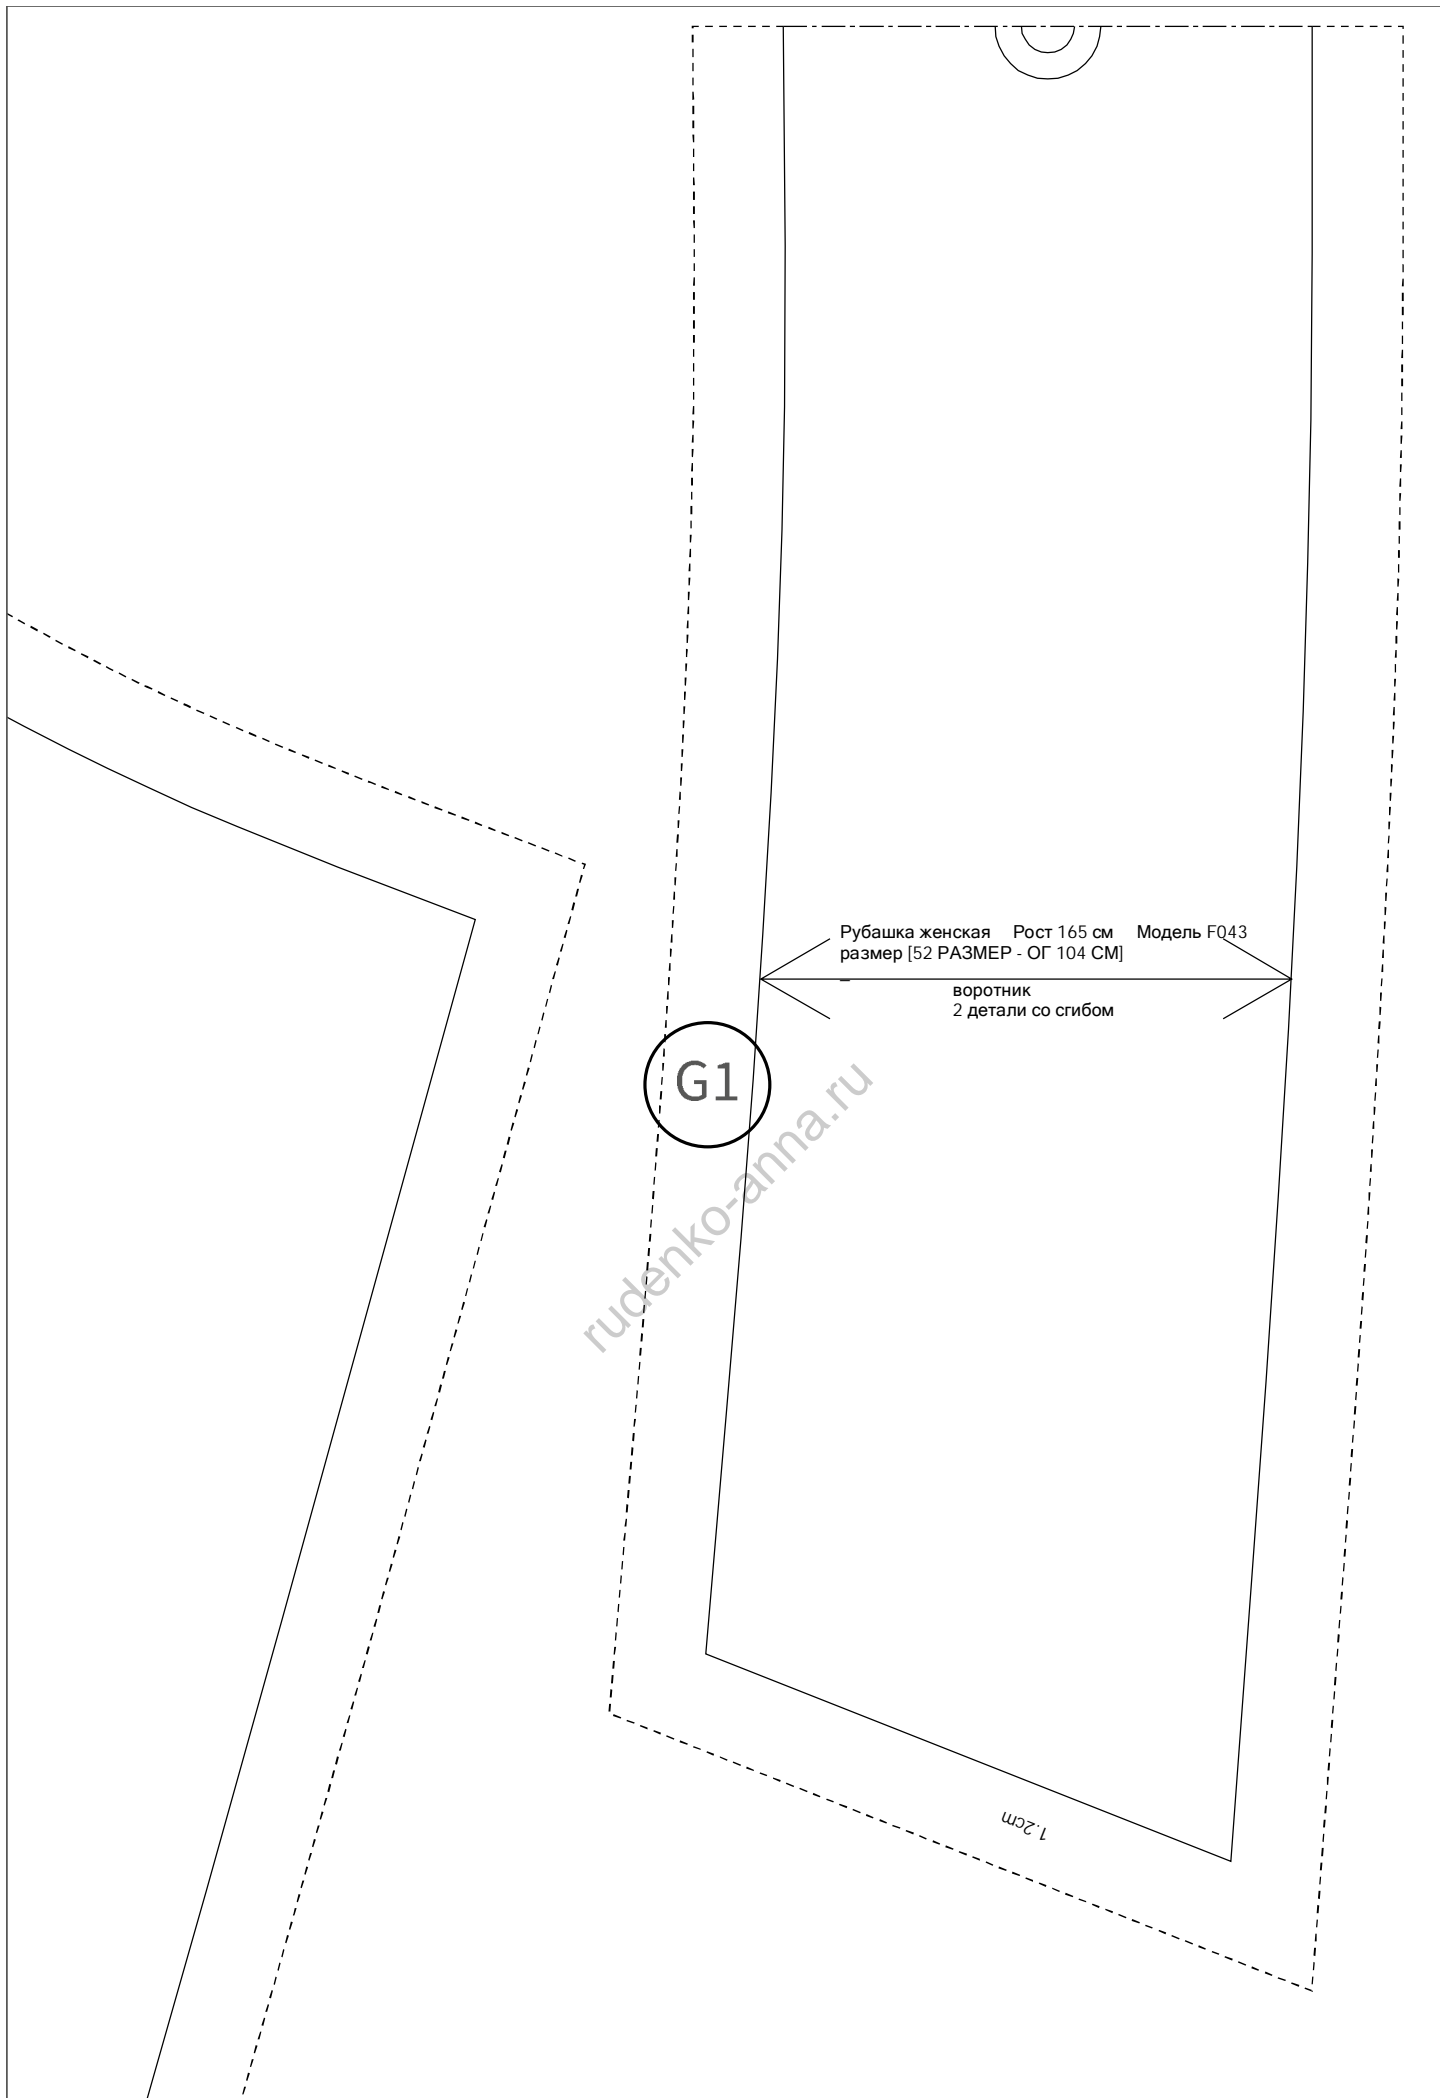 Рубашка женская Рост 165 см Модель F043
размер [52 РАЗМЕР - ОГ 104 СМ]
воротник
2 детали со сгибом
G1
rudenko-anna.ru
1.2cm